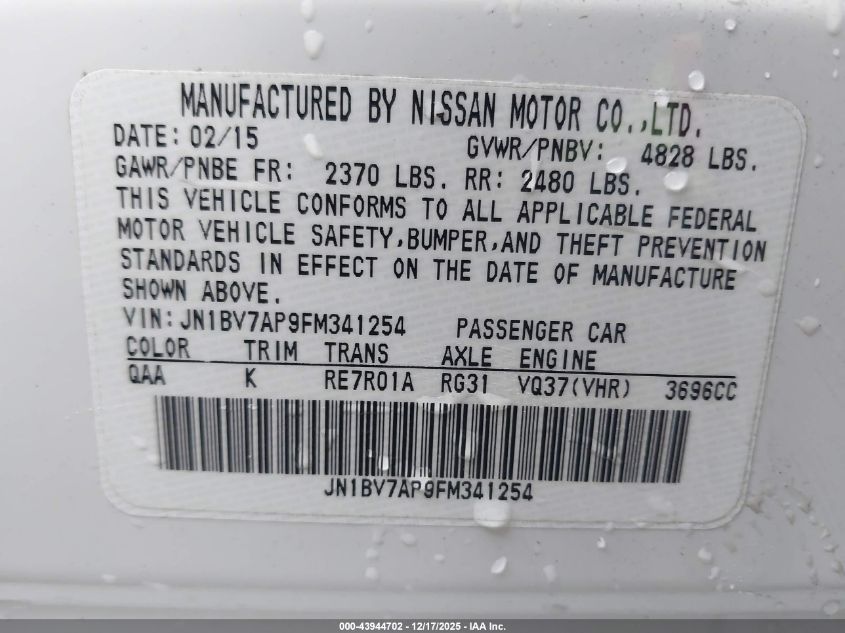 MANUFACTURED BY NISSAN MOTOR CO.,LTD.
DATE: 02/15 GVWR/PNBV: 4828 LBS.
GAWR/PNBE FR: 2370 LBS. RR: 2480 LBS.
THIS VEHICLE CONFORMS TO ALL APPLICABLE FEDERAL
MOTOR VEHICLE SAFETY,BUMPER,AND THEFT PREVENTION
STANDARDS IN EFFECT ON THE DATE OF MANUFACTURE
SHOWN ABOVE.
VIN: JN1BV7AP9FM341254 PASSENGER CAR
COLOR TRIM TRANS AXLE ENGINE
QAA K RE7R01A RG31 VQ37(VHR) 3696CC
JN1BV7AP9FM341254
000-43944702 - 12/17/2025 - IAA Inc.